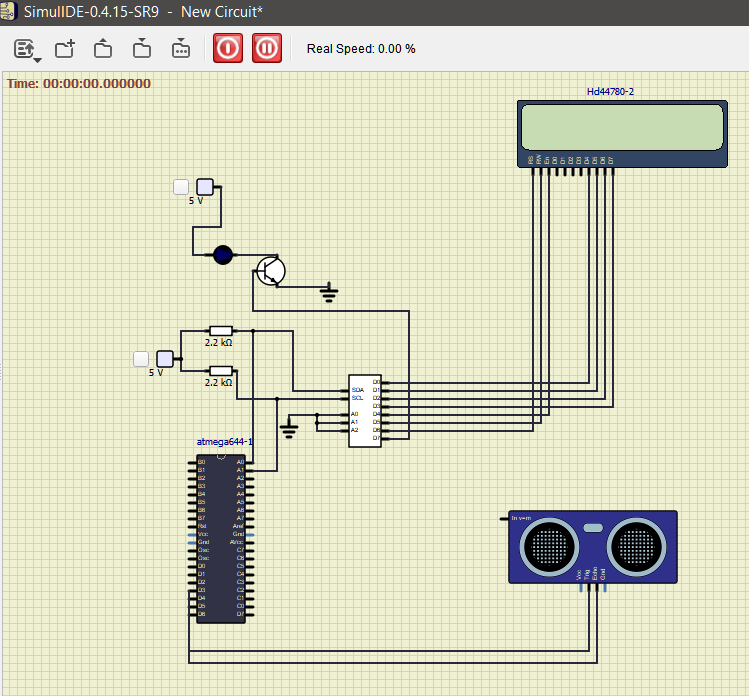 SimulIDE-0.4.15-SR9 - New Circuit*
Real Speed: 0.00 %
Time: 00:00:00.000000
Hd44780-2
RS RW En D0 D1 D2 D3 D4 D5 D6 D7
5 V
2.2 kΩ
5 V
2.2 kΩ
SDA
SCL
A0
A1
A2
D0
D1
D2
D3
D4
D5
D6
D7
atmega644-1
B0 A0
B1 A1
B2 A2
B3 A3
B4 A4
B5 A5
B6 A6
B7 A7
Rst Aref
Vcc Gnd
Gnd AVcc
Osc C7
Osc C6
D0 C5
D1 C4
D2 C3
D3 C2
D4 C1
D5 C0
D6 D7
In v=m
Vcc Trig Echo Gnd